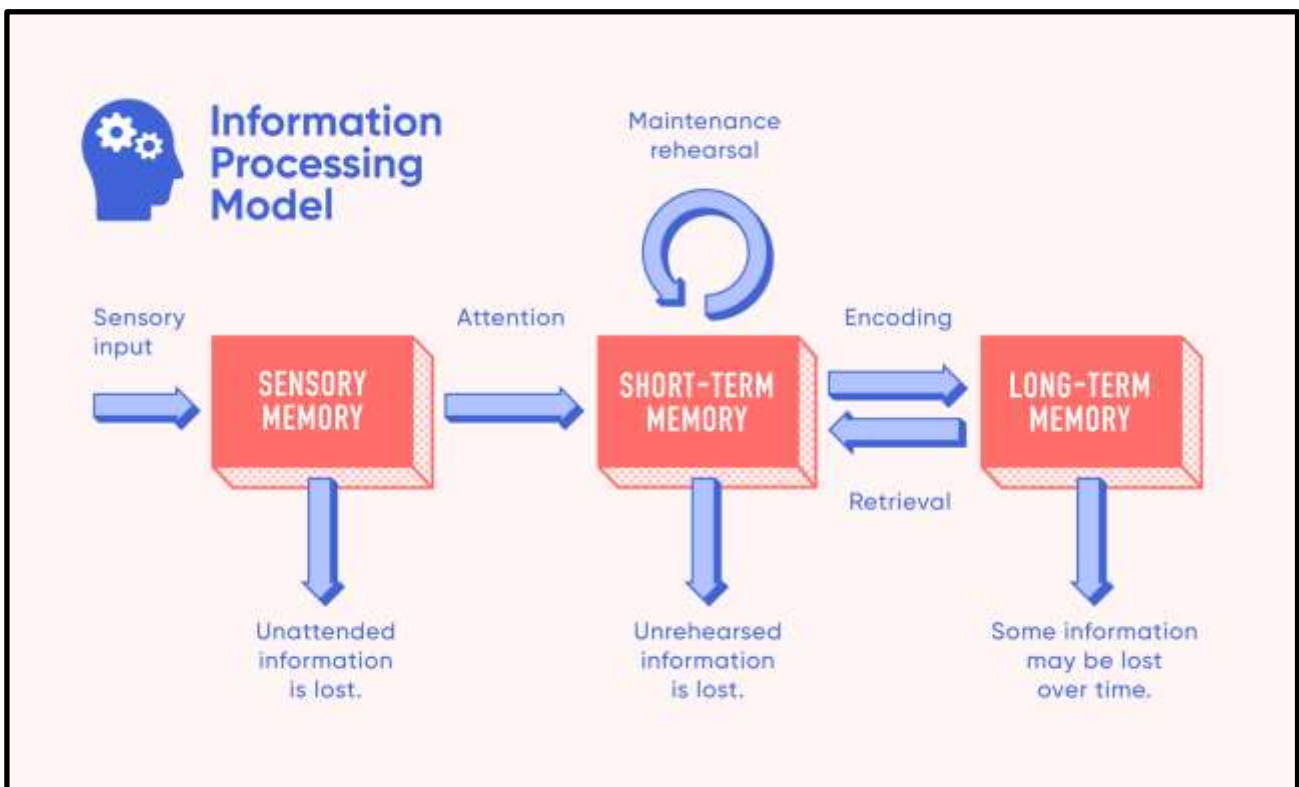 Information
Processing
Model
Maintenance
rehearsal
Sensory
input
Attention
Encoding
SENSORY
MEMORY
SHORT-TERM
MEMORY
LONG-TERM
MEMORY
Retrieval
Unattended
information
is lost.
Unrehearsed
information
is lost.
Some information
may be lost
over time.